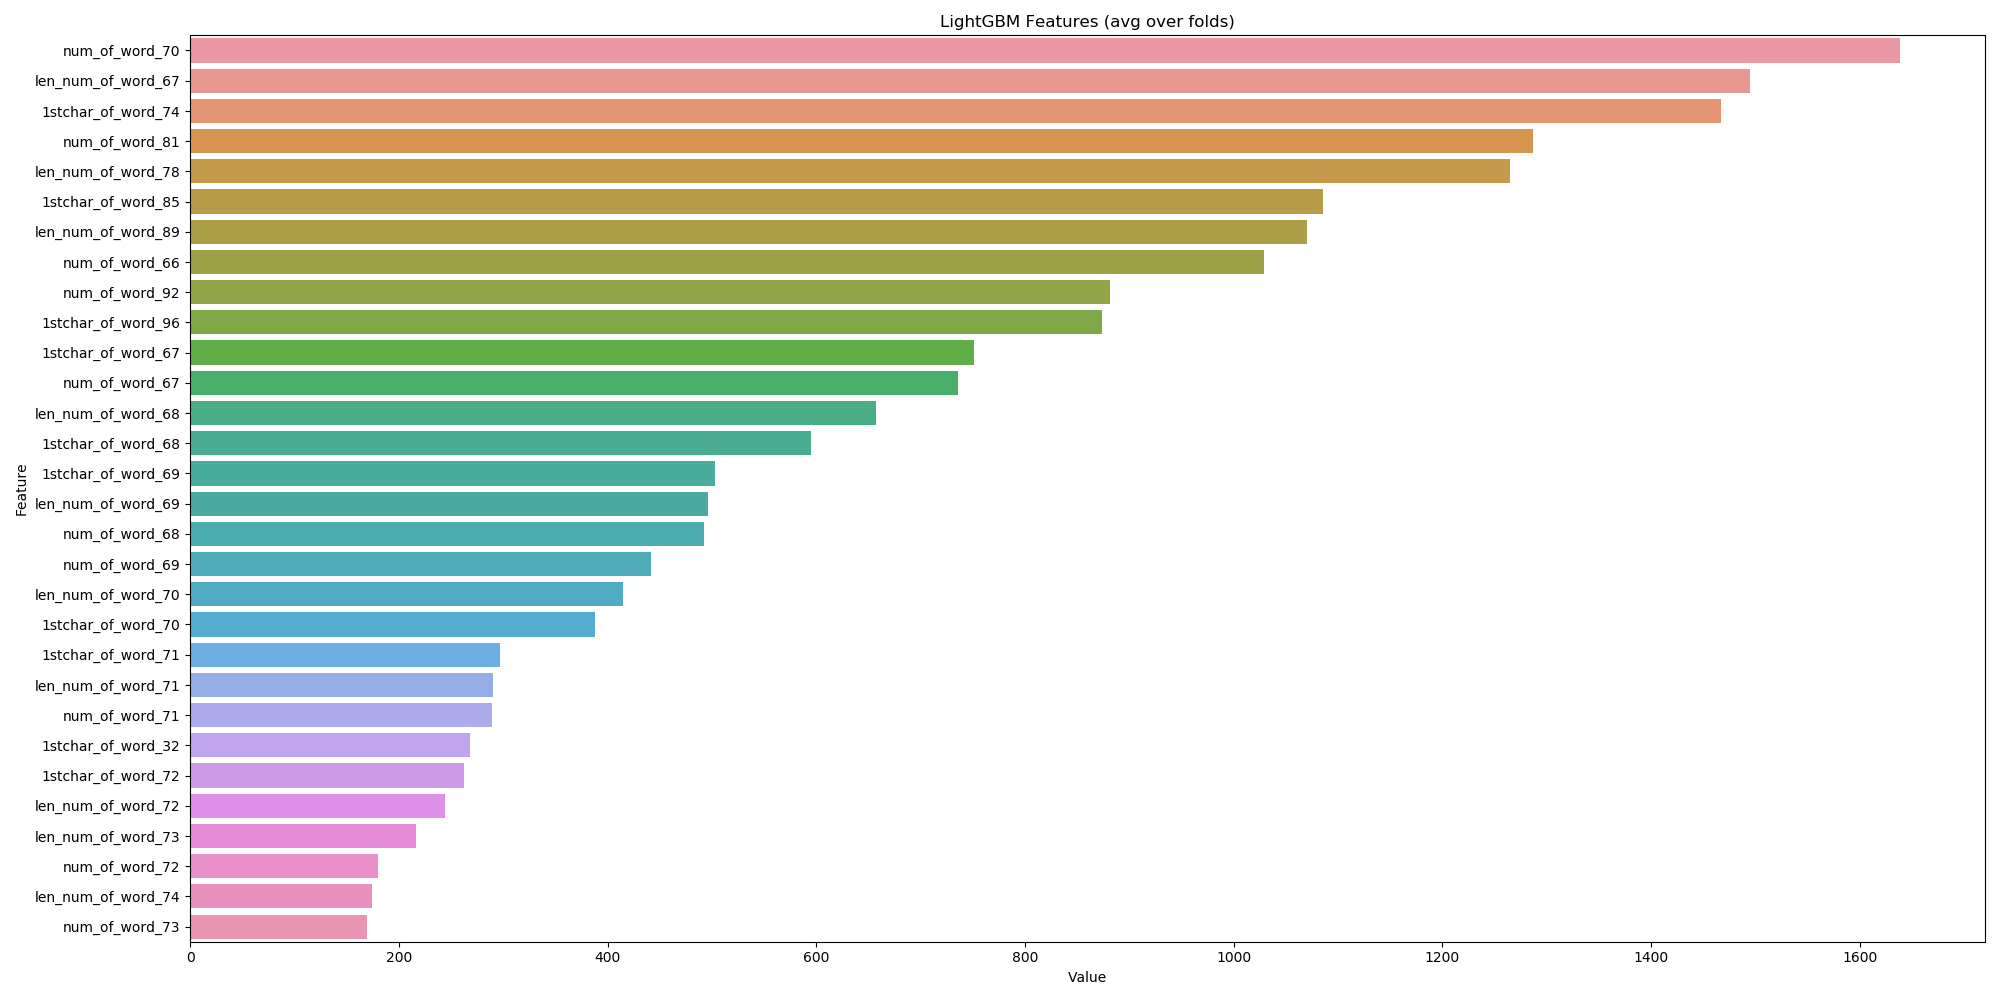 LightGBM Features (avg over folds)
num_of_word_70
len_num_of_word_67
1stchar_of_word_74
num_of_word_81
len_num_of_word_78
1stchar_of_word_85
len_num_of_word_89
num_of_word_66
num_of_word_92
1stchar_of_word_96
1stchar_of_word_67
num_of_word_67
len_num_of_word_68
1stchar_of_word_68
1stchar_of_word_69
len_num_of_word_69
num_of_word_68
num_of_word_69
len_num_of_word_70
1stchar_of_word_70
1stchar_of_word_71
len_num_of_word_71
num_of_word_71
1stchar_of_word_32
1stchar_of_word_72
len_num_of_word_72
len_num_of_word_73
num_of_word_72
len_num_of_word_74
num_of_word_73
Feature
0 200 400 600 800 1000 1200 1400 1600
Value